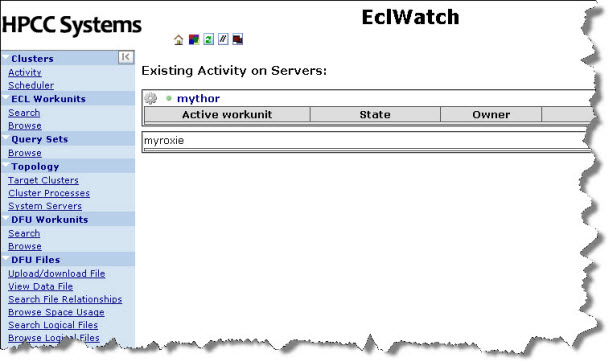 HPCC Systems
EclWatch
Clusters
Activity
Scheduler
ECL Workunits
Search
Browse
Query Sets
Browse
Topology
Target Clusters
Cluster Processes
System Servers
DFU Workunits
Search
Browse
DFU Files
Upload/download File
View Data File
Search File Relationships
Browse Space Usage
Search Logical Files
Browse Logical Files
Existing Activity on Servers:
mythor
Active workunit State Owner
myroxie